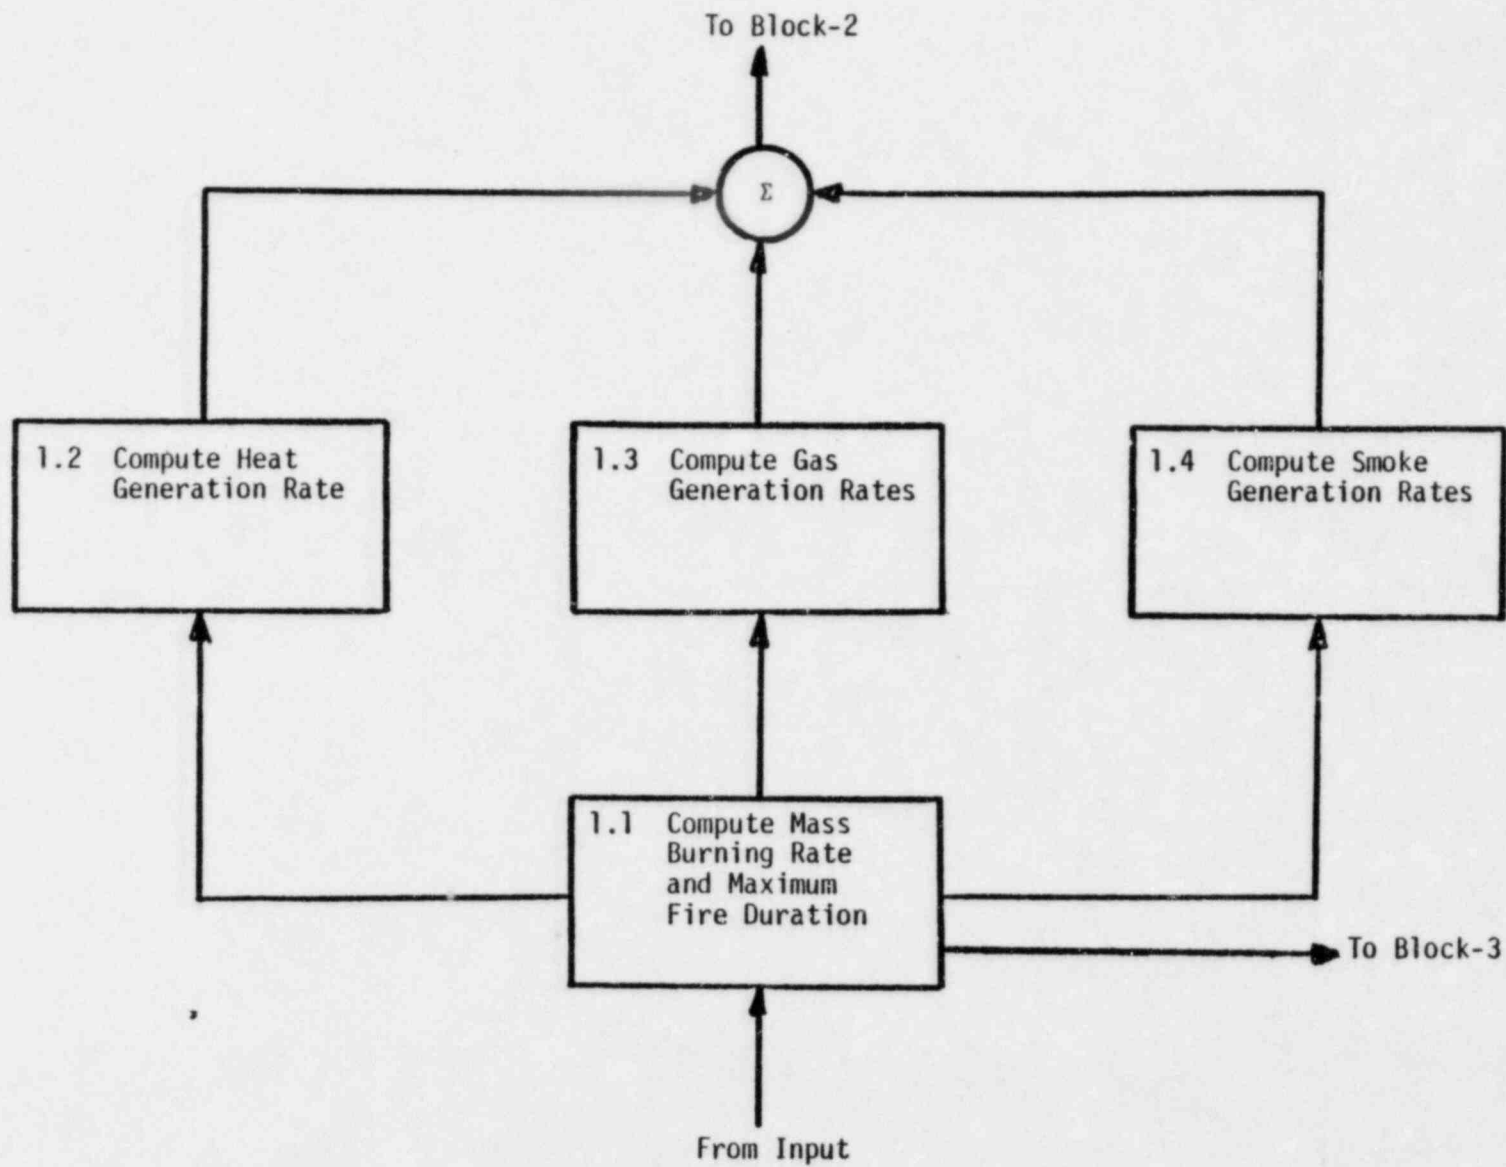 To Block-2
Σ
1.2 Compute Heat
Generation Rate
1.3 Compute Gas
Generation Rates
1.4 Compute Smoke
Generation Rates
1.1 Compute Mass
Burning Rate
and Maximum
Fire Duration
To Block-3
From Input